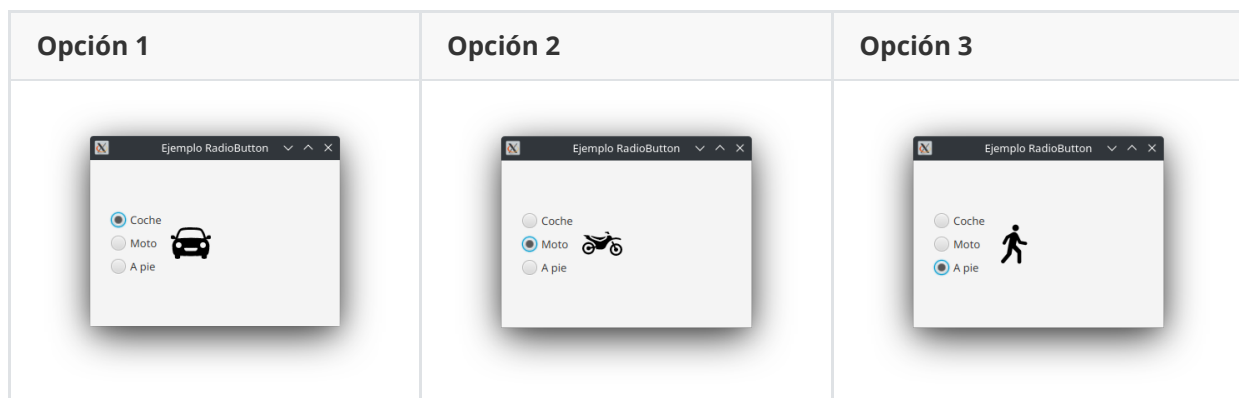 Opción 1
Opción 2
Opción 3
Ejemplo RadioButton
Coche
Moto
A pie
Ejemplo RadioButton
Coche
Moto
A pie
Ejemplo RadioButton
Coche
Moto
A pie